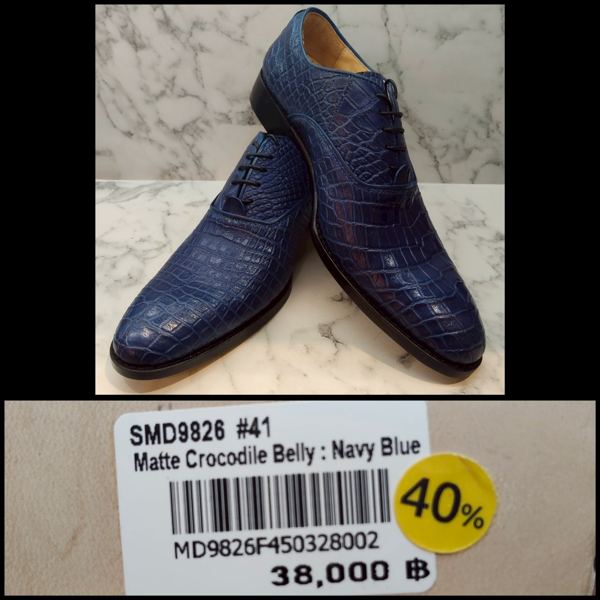 SMD9826 #41
Matte Crocodile Belly : Navy Blue
40%
MD9826F450328002
38,000 ฿